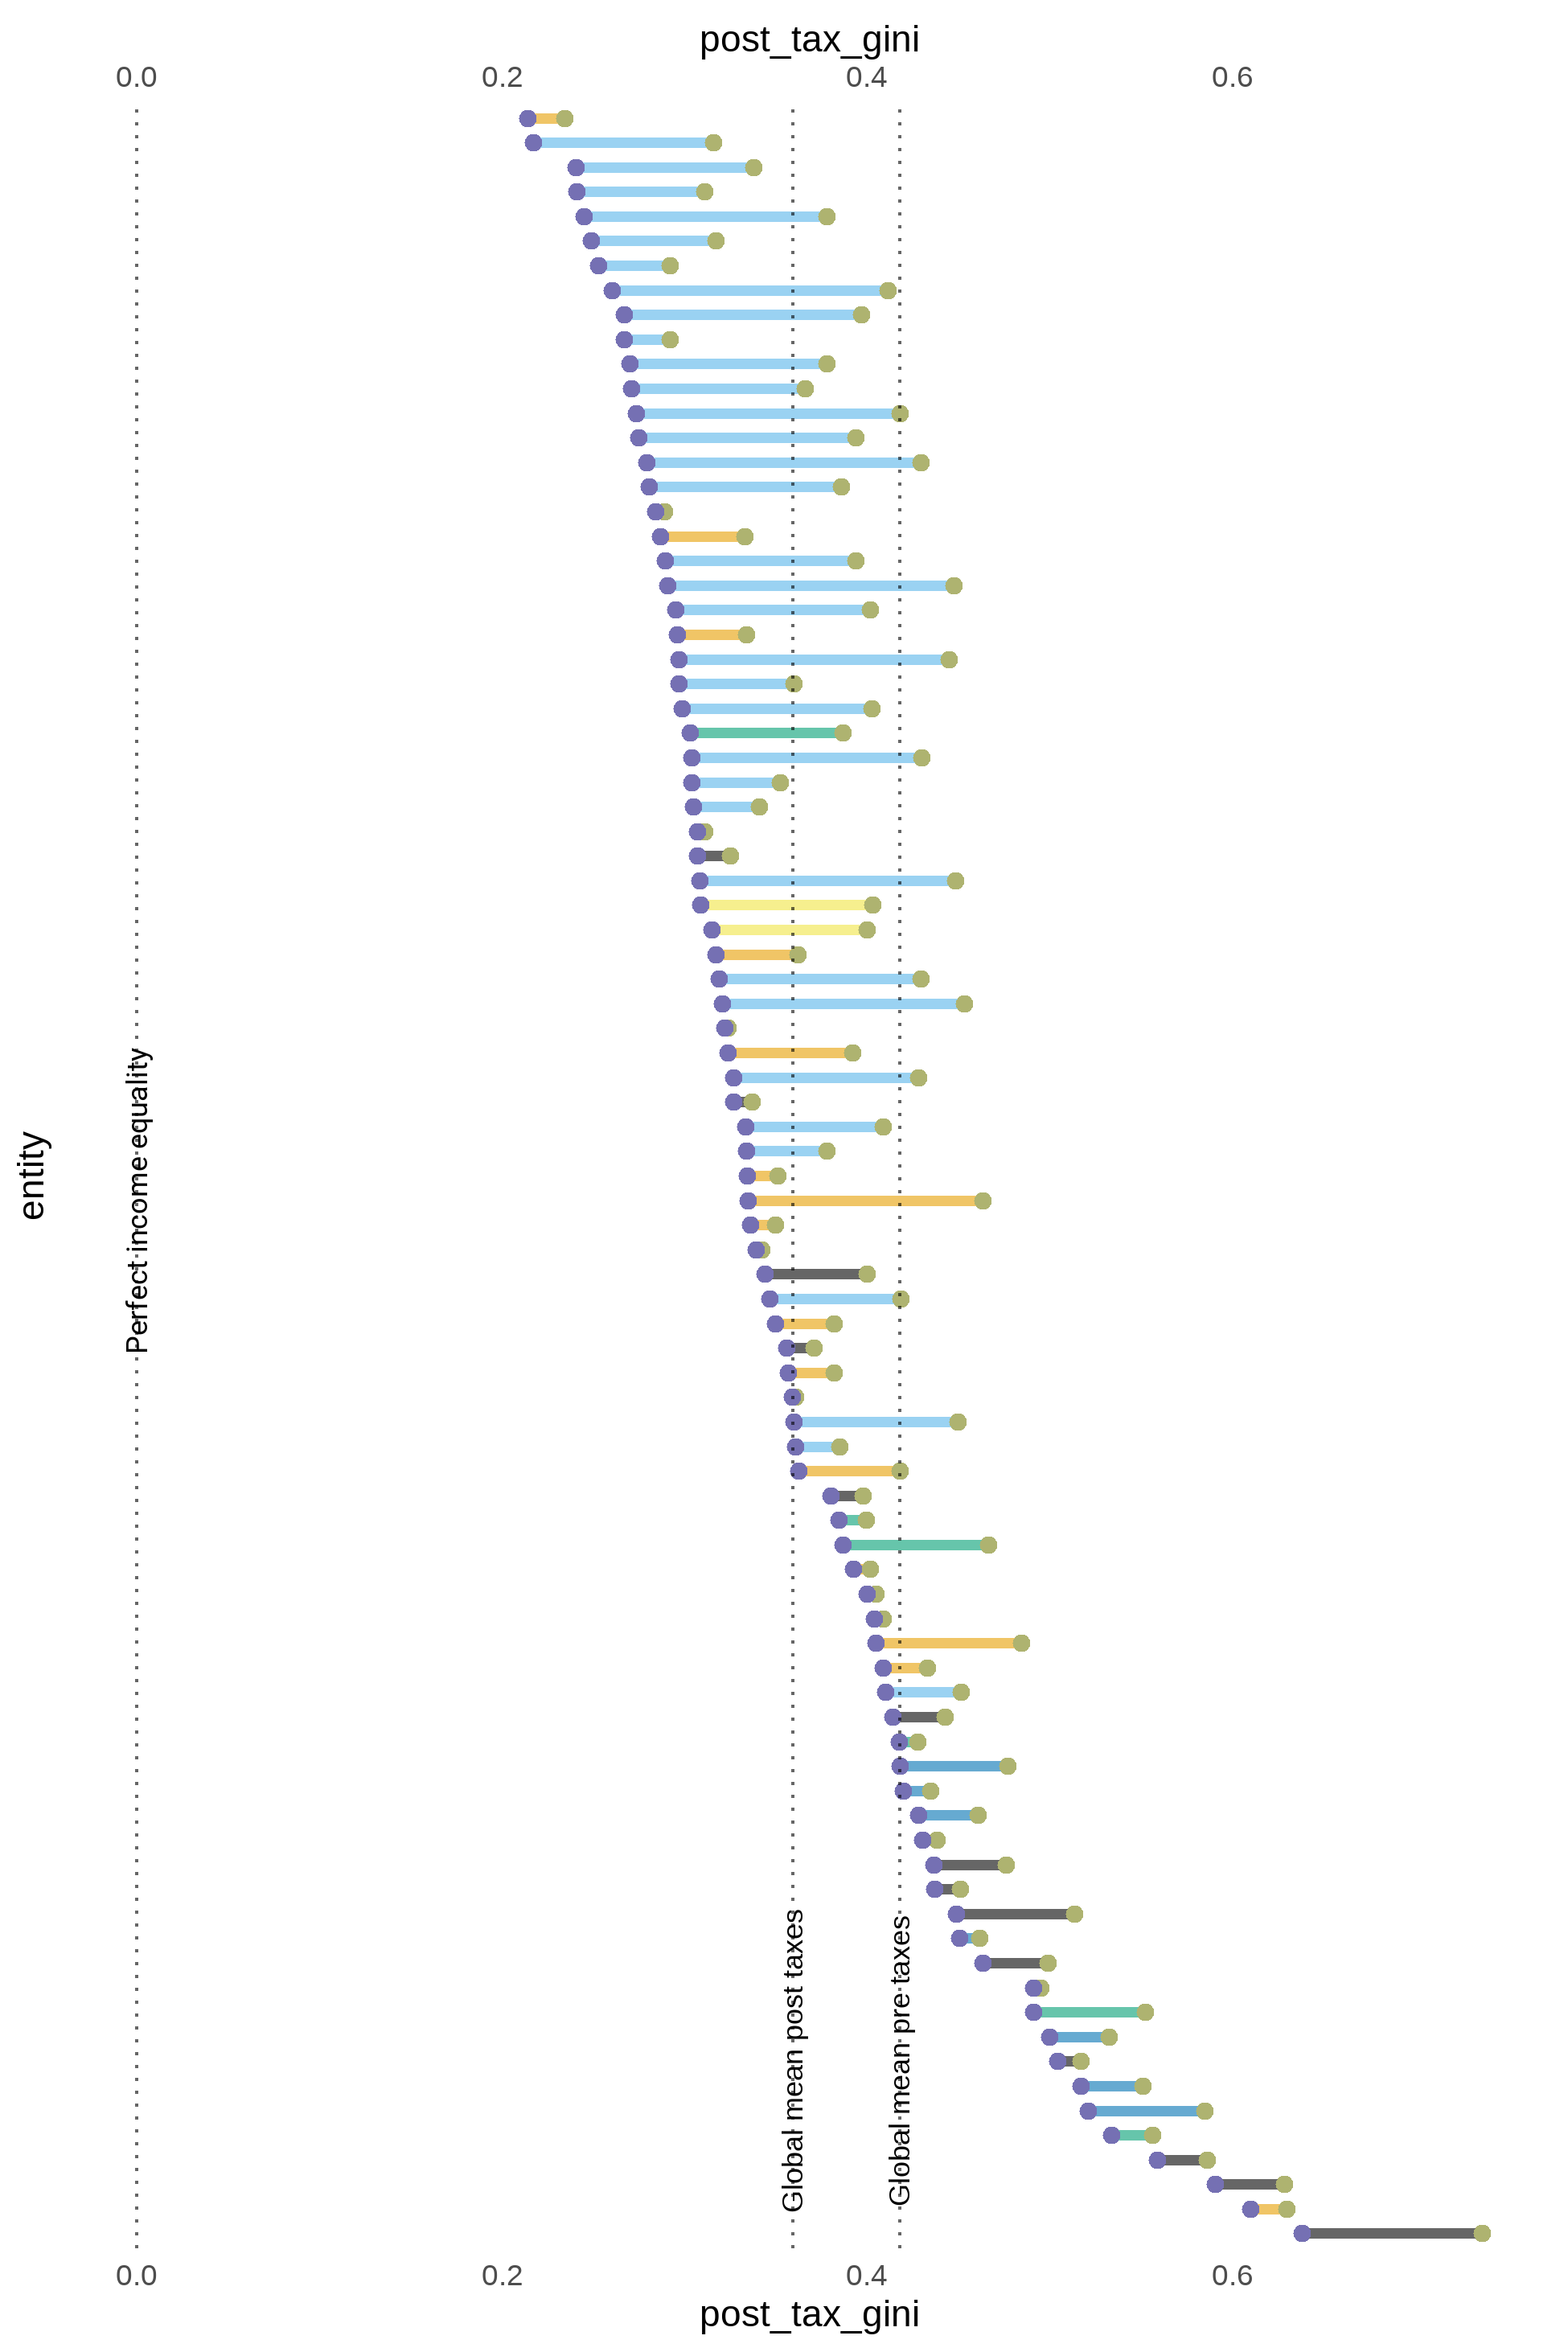 post_tax_gini
0.0 0.2 0.4 0.6
entity
Perfect income equality
Global mean post taxes
Global mean pre taxes
0.0 0.2 0.4 0.6
post_tax_gini